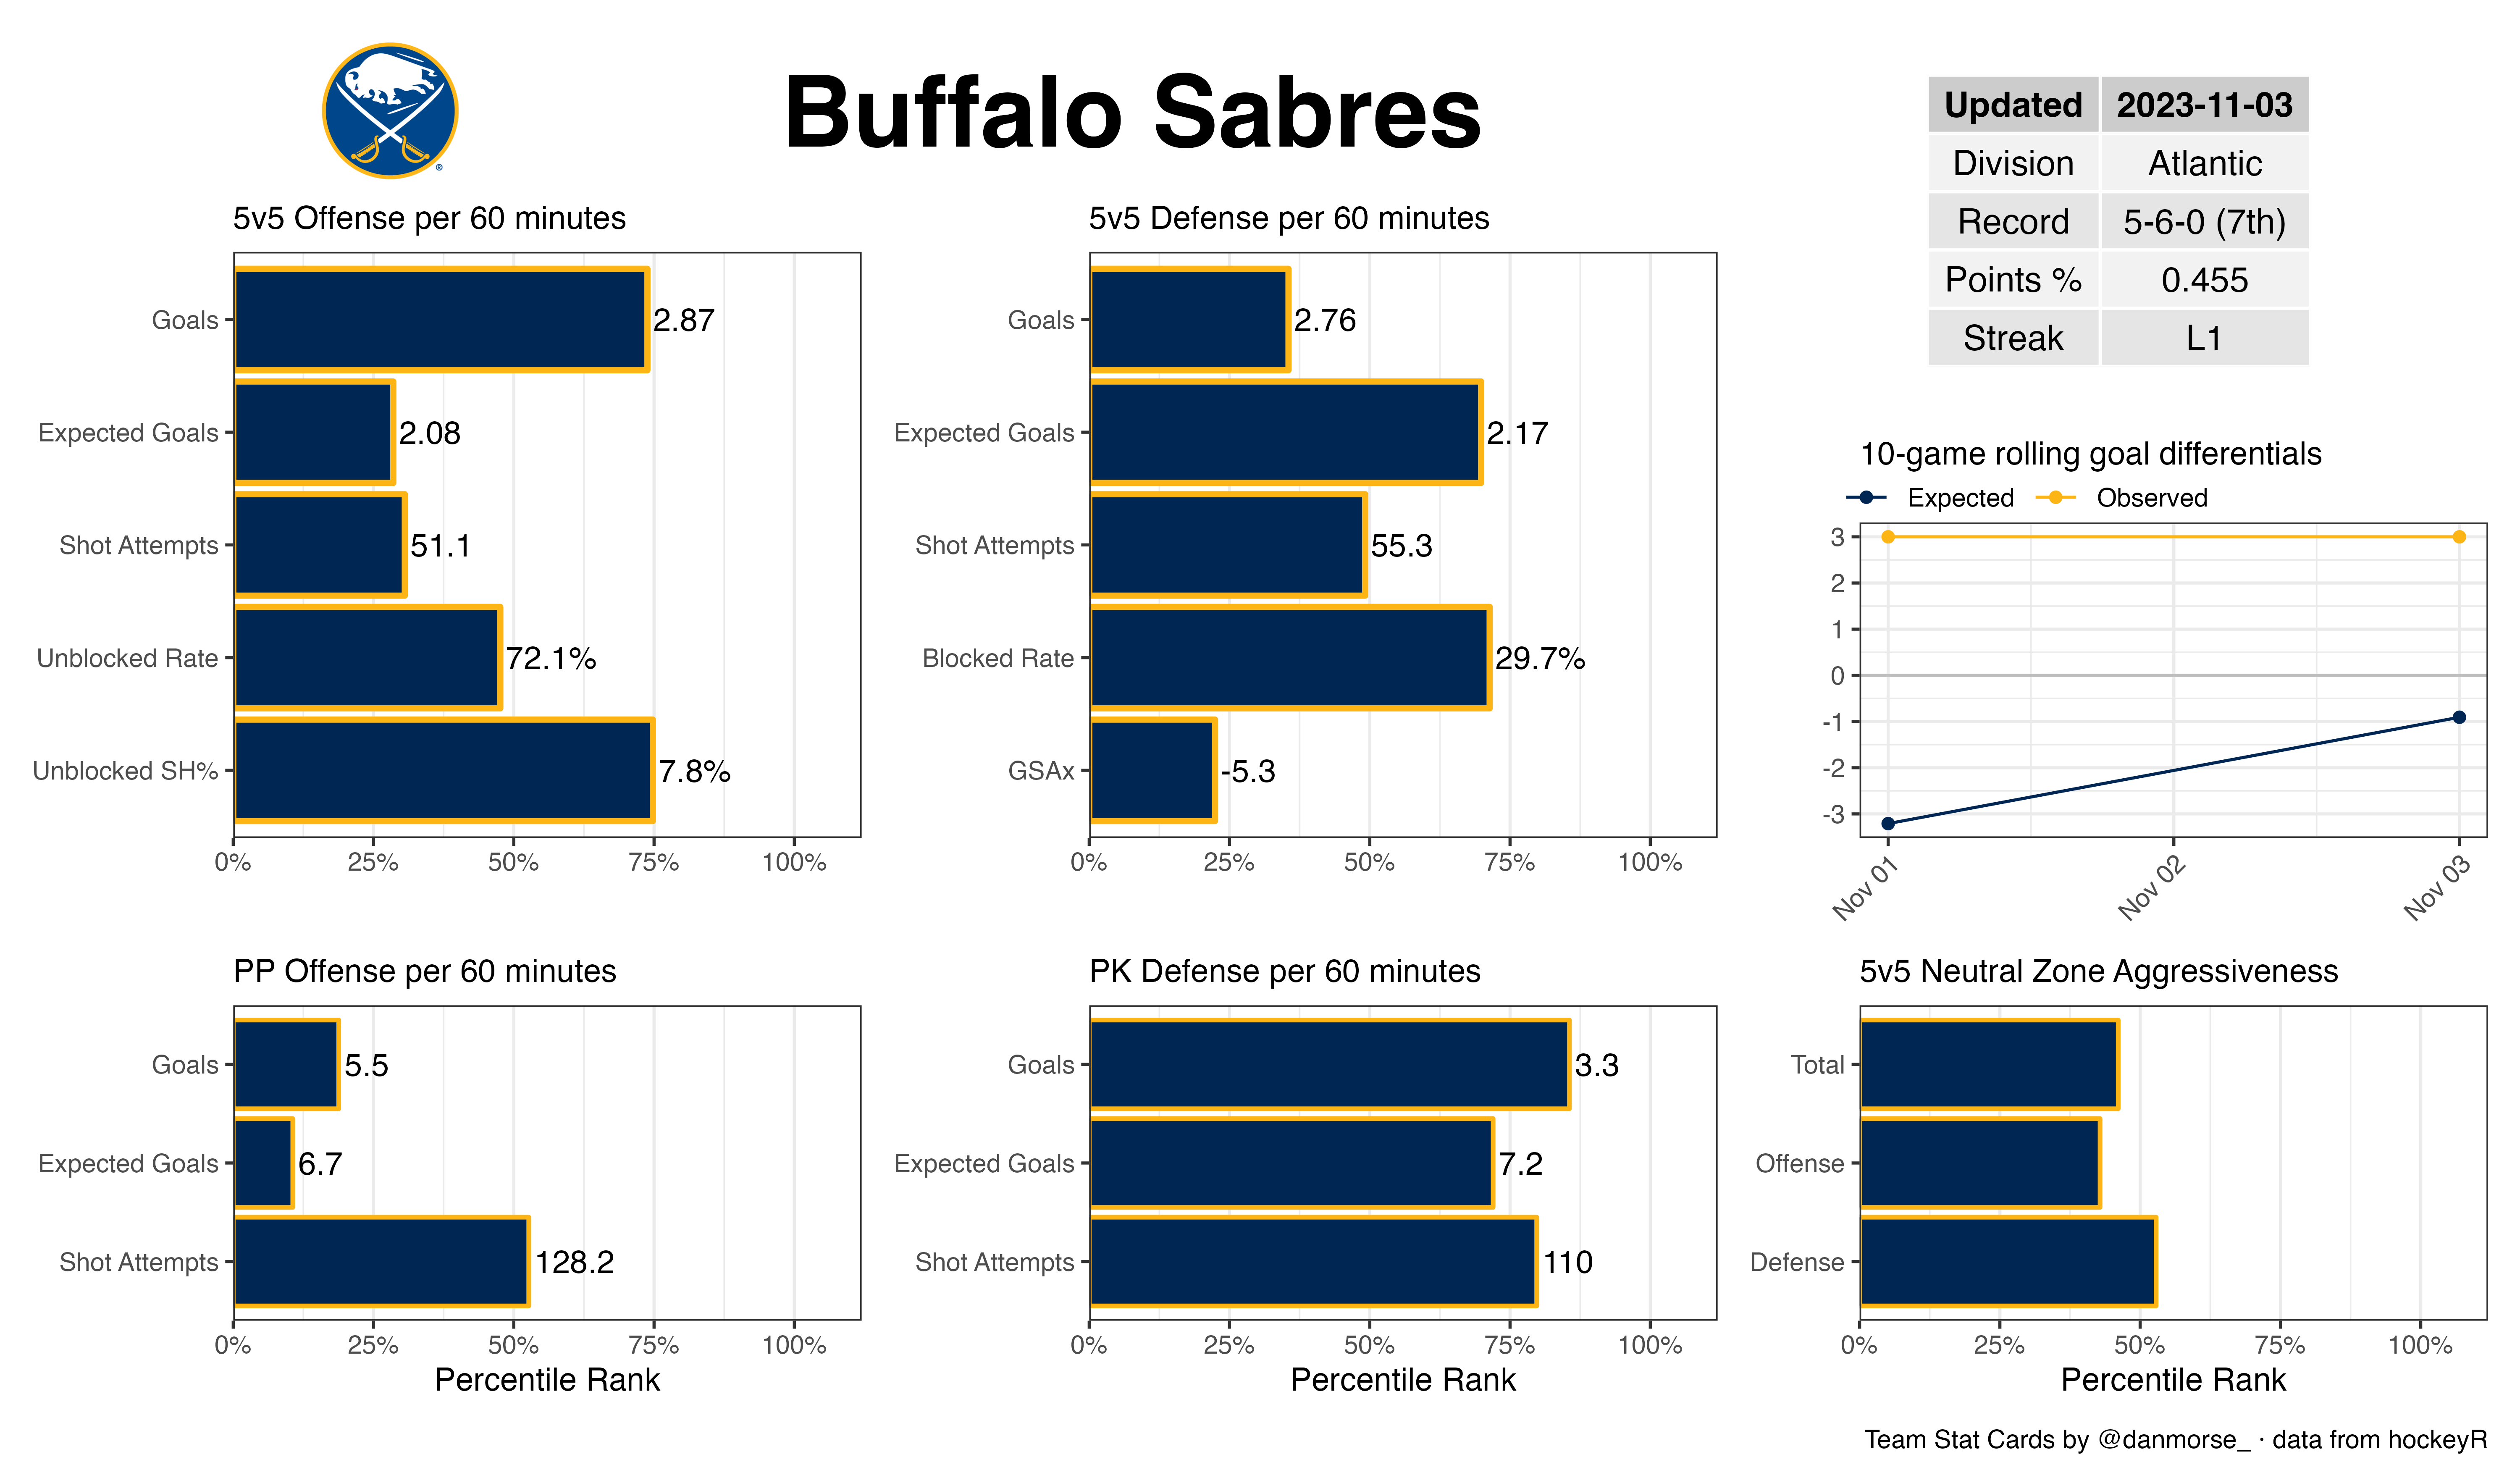 Buffalo Sabres
Updated 2023-11-03
Division Atlantic
Record 5-6-0 (7th)
Points % 0.455
Streak L1
5v5 Offense per 60 minutes
Goals 2.87
Expected Goals 2.08
Shot Attempts 51.1
Unblocked Rate 72.1%
Unblocked SH% 7.8%
0% 25% 50% 75% 100%
5v5 Defense per 60 minutes
Goals 2.76
Expected Goals 2.17
Shot Attempts 55.3
Blocked Rate 29.7%
GSAx -5.3
0% 25% 50% 75% 100%
10-game rolling goal differentials
Expected Observed
3
2
1
0
-1
-2
-3
Nov 01 Nov 02 Nov 03
PP Offense per 60 minutes
Goals 5.5
Expected Goals 6.7
Shot Attempts 128.2
0% 25% 50% 75% 100%
Percentile Rank
PK Defense per 60 minutes
Goals 3.3
Expected Goals 7.2
Shot Attempts 110
0% 25% 50% 75% 100%
Percentile Rank
5v5 Neutral Zone Aggressiveness
Total
Offense
Defense
0% 25% 50% 75% 100%
Percentile Rank
Team Stat Cards by @danmorse_ · data from hockeyR